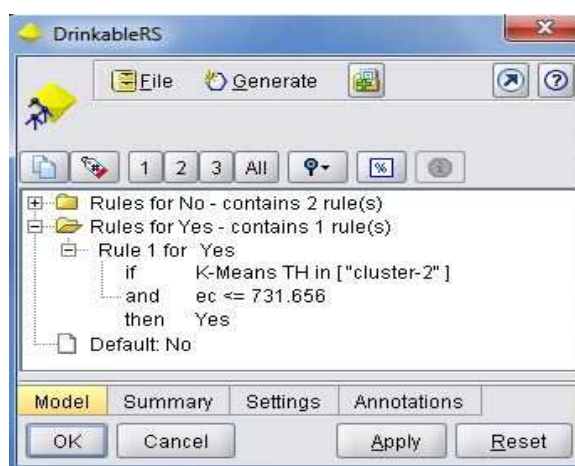 DrinkableRS
File Generate
1 2 3 All %
Rules for No - contains 2 rule(s)
Rules for Yes - contains 1 rule(s)
Rule 1 for Yes
if K-Means TH in ["cluster-2" ]
and ec <= 731.656
then Yes
Default: No
Model Summary Settings Annotations
OK Cancel Apply Reset